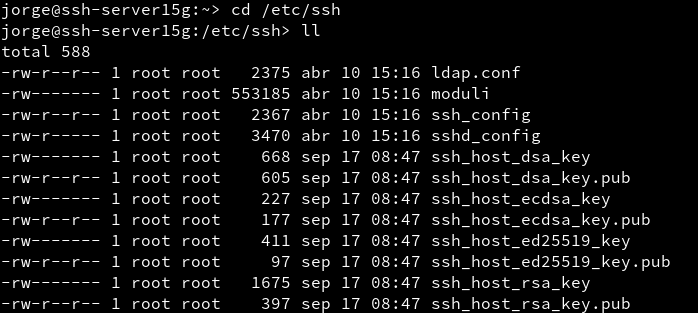 jorge@ssh-server15g:~> cd /etc/ssh
jorge@ssh-server15g:/etc/ssh> ll
total 588
-rw-r--r-- 1 root root   2375 abr 10 15:16 ldap.conf
-rw------- 1 root root 553185 abr 10 15:16 moduli
-rw-r--r-- 1 root root   2367 abr 10 15:16 ssh_config
-rw-r----- 1 root root   3470 abr 10 15:16 sshd_config
-rw------- 1 root root    668 sep 17 08:47 ssh_host_dsa_key
-rw-r--r-- 1 root root    605 sep 17 08:47 ssh_host_dsa_key.pub
-rw------- 1 root root    227 sep 17 08:47 ssh_host_ecdsa_key
-rw-r--r-- 1 root root    177 sep 17 08:47 ssh_host_ecdsa_key.pub
-rw------- 1 root root    411 sep 17 08:47 ssh_host_ed25519_key
-rw-r--r-- 1 root root     97 sep 17 08:47 ssh_host_ed25519_key.pub
-rw------- 1 root root   1675 sep 17 08:47 ssh_host_rsa_key
-rw-r--r-- 1 root root    397 sep 17 08:47 ssh_host_rsa_key.pub